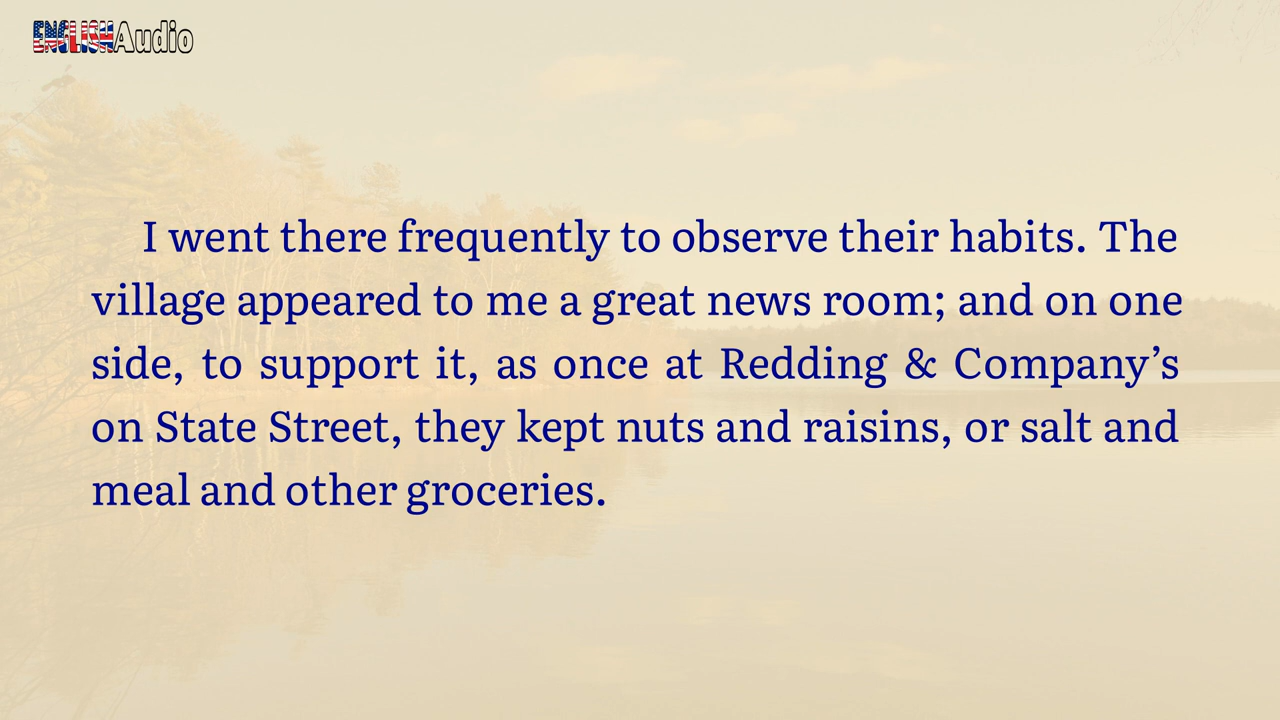 ENGLISHAudio
I went there frequently to observe their habits. The
village appeared to me a great news room; and on one
side, to support it, as once at Redding & Company’s
on State Street, they kept nuts and raisins, or salt and
meal and other groceries.